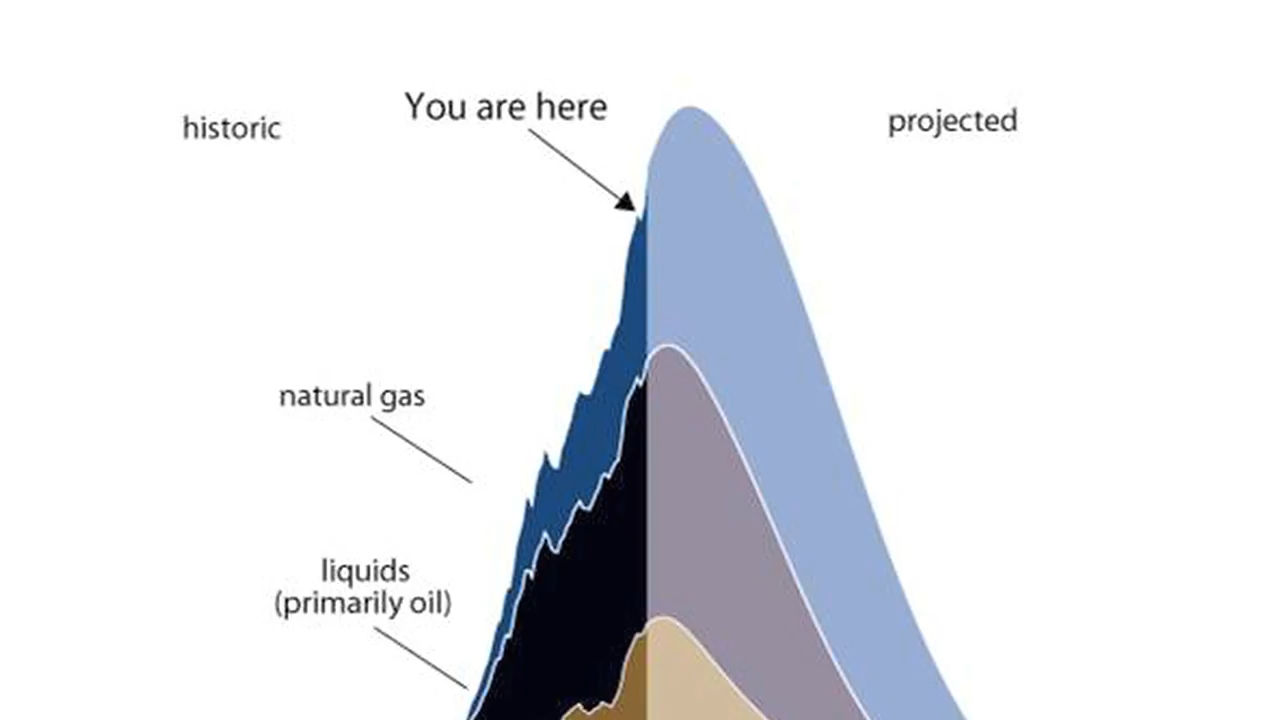 You are here
historic
projected
natural gas
liquids
(primarily oil)